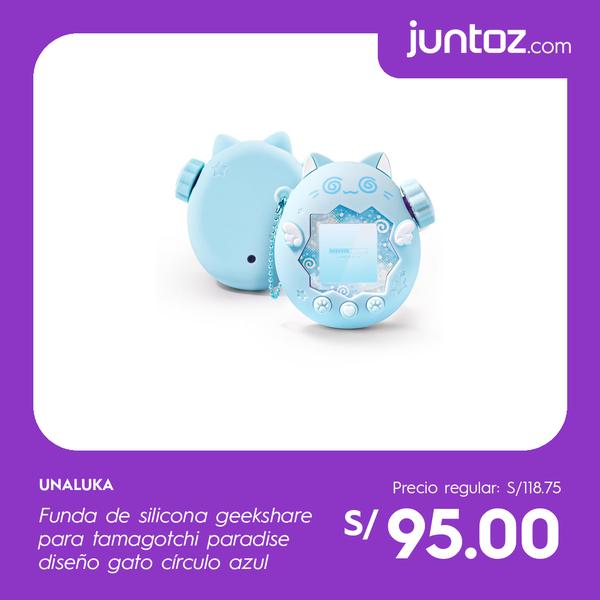 juntoz.com
UNALUKA
Funda de silicona geekshare
para tamagotchi paradise
diseño gato círculo azul
Precio regular: S/118.75
S/95.00